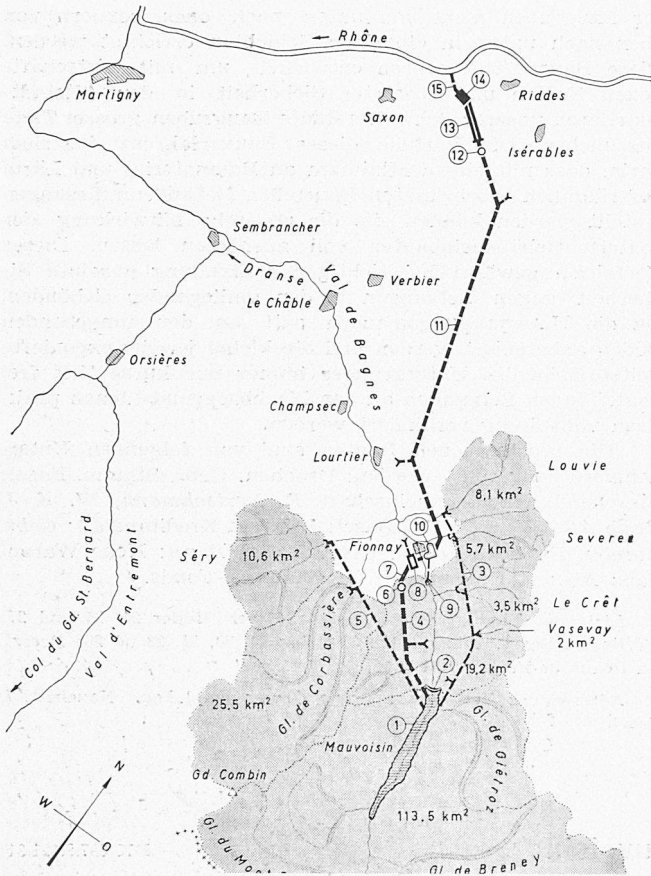 ← Rhône
Martigny
Saxon
15
14
Riddes
13
12
Isérables
Sembrancher
Dranse
Val de Bagnes
Verbier
Le Châble
11
Orsières
Champsec
Lourtier
Louvie
8,1 km²
Severeu
Séry
10,6 km²
Fionnay
10
5,7 km²
7
3
6
8
9
3,5 km²
Le Crêt
5
4
Vasevay
2 km²
Col du Gd. St. Bernard
Val d'Entremont
Gl. de Corbassière
2
19,2 km²
25,5 km²
1
Mauvoisin
Gl. de Giétroz
Gd. Combin
N
W
O
113,5 km²
Gl. du Mont
Gl. de Breney